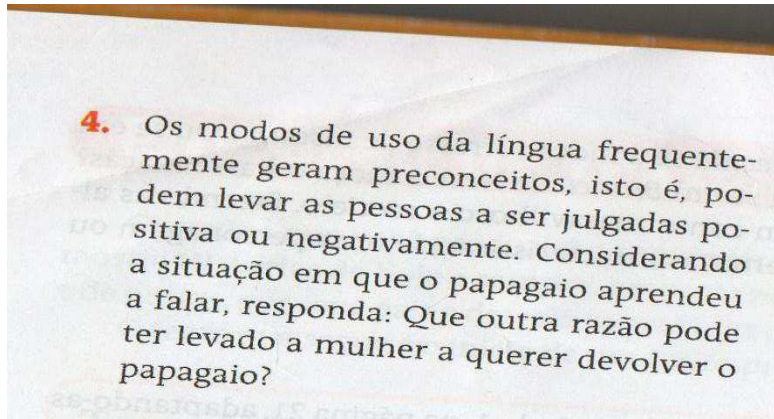 4. Os modos de uso da língua frequente-
mente geram preconceitos, isto é, po-
dem levar as pessoas a ser julgadas po-
sitiva ou negativamente. Considerando
a situação em que o papagaio aprendeu
a falar, responda: Que outra razão pode
ter levado a mulher a querer devolver o
papagaio?